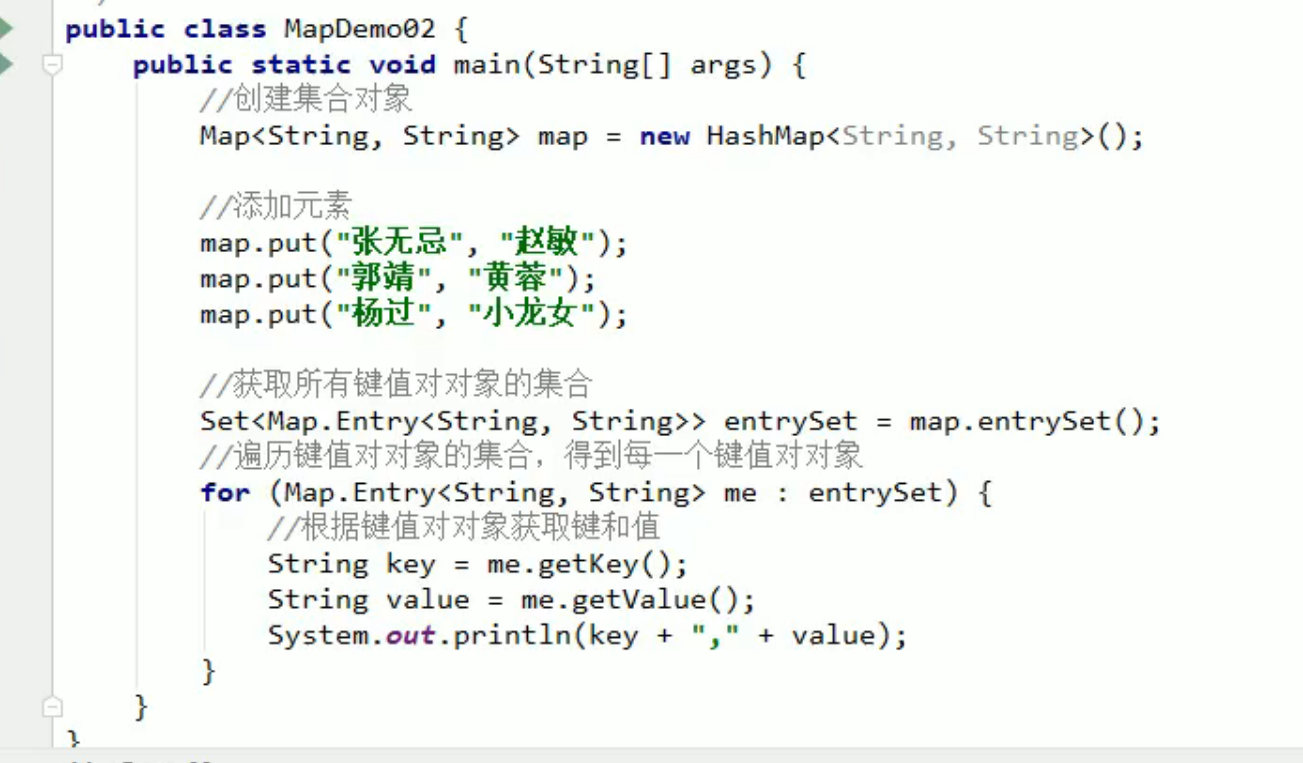 public class MapDemo02 {
public static void main(String[] args) {
//创建集合对象
Map<String, String> map = new HashMap<String, String>();
//添加元素
map.put("张无忌", "赵敏");
map.put("郭靖", "黄蓉");
map.put("杨过", "小龙女");
//获取所有键值对对象的集合
Set<Map.Entry<String, String>> entrySet = map.entrySet();
//遍历键值对对象的集合，得到每一个键值对对象
for (Map.Entry<String, String> me : entrySet) {
//根据键值对对象获取键和值
String key = me.getKey();
String value = me.getValue();
System.out.println(key + "," + value);
}
}
}